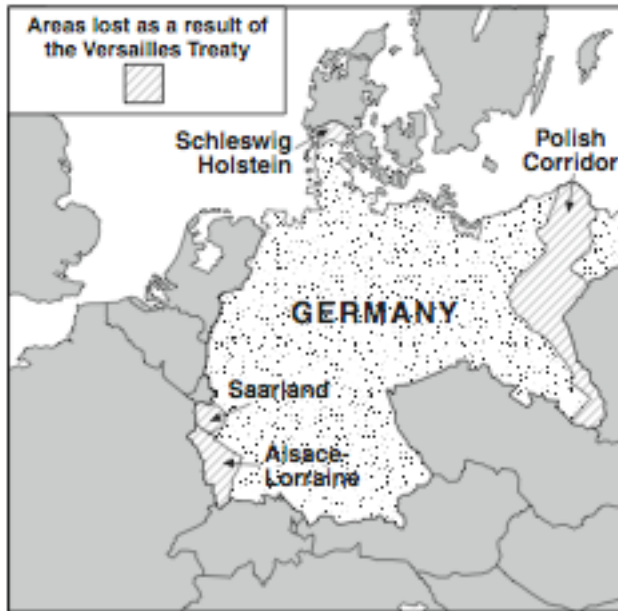 Areas lost as a result of
the Versailles Treaty
Schleswig
Holstein
Polish
Corridor
GERMANY
Saarland
Alsace-
Lorraine